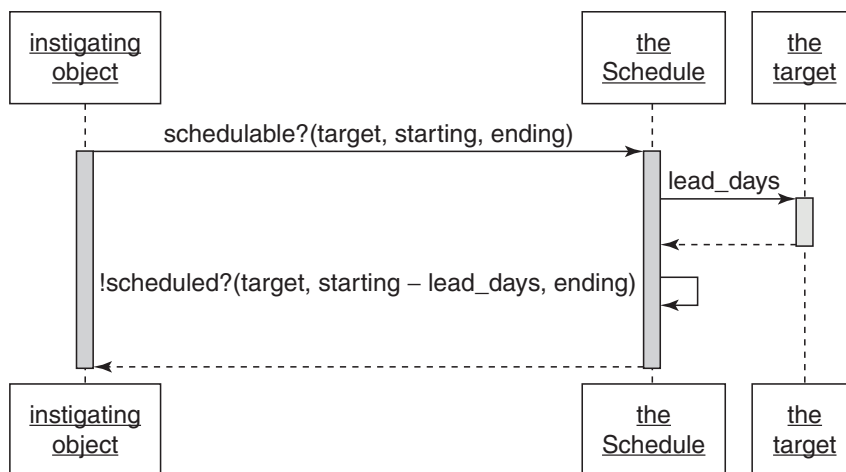 instigating
object
the
Schedule
the
target
schedulable?(target, starting, ending)
lead_days
!scheduled?(target, starting – lead_days, ending)
instigating
object
the
Schedule
the
target